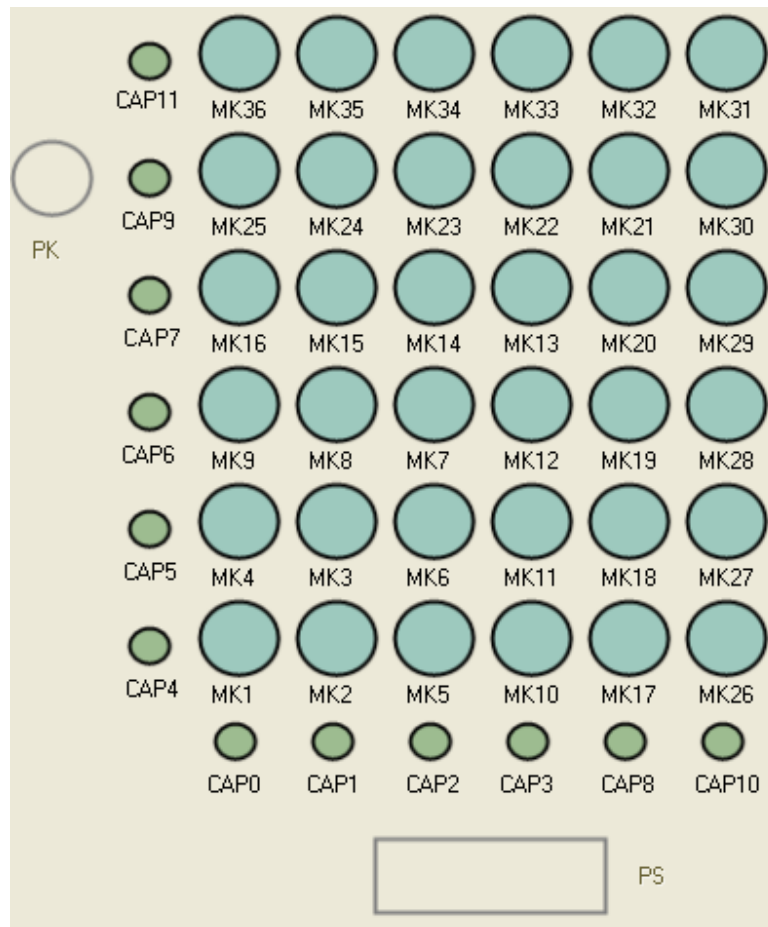 CAP11 MK36 MK35 MK34 MK33 MK32 MK31
CAP9 MK25 MK24 MK23 MK22 MK21 MK30
PK
CAP7 MK16 MK15 MK14 MK13 MK20 MK29
CAP6 MK9 MK8 MK7 MK12 MK19 MK28
CAP5 MK4 MK3 MK6 MK11 MK18 MK27
CAP4 MK1 MK2 MK5 MK10 MK17 MK26
CAP0 CAP1 CAP2 CAP3 CAP8 CAP10
PS